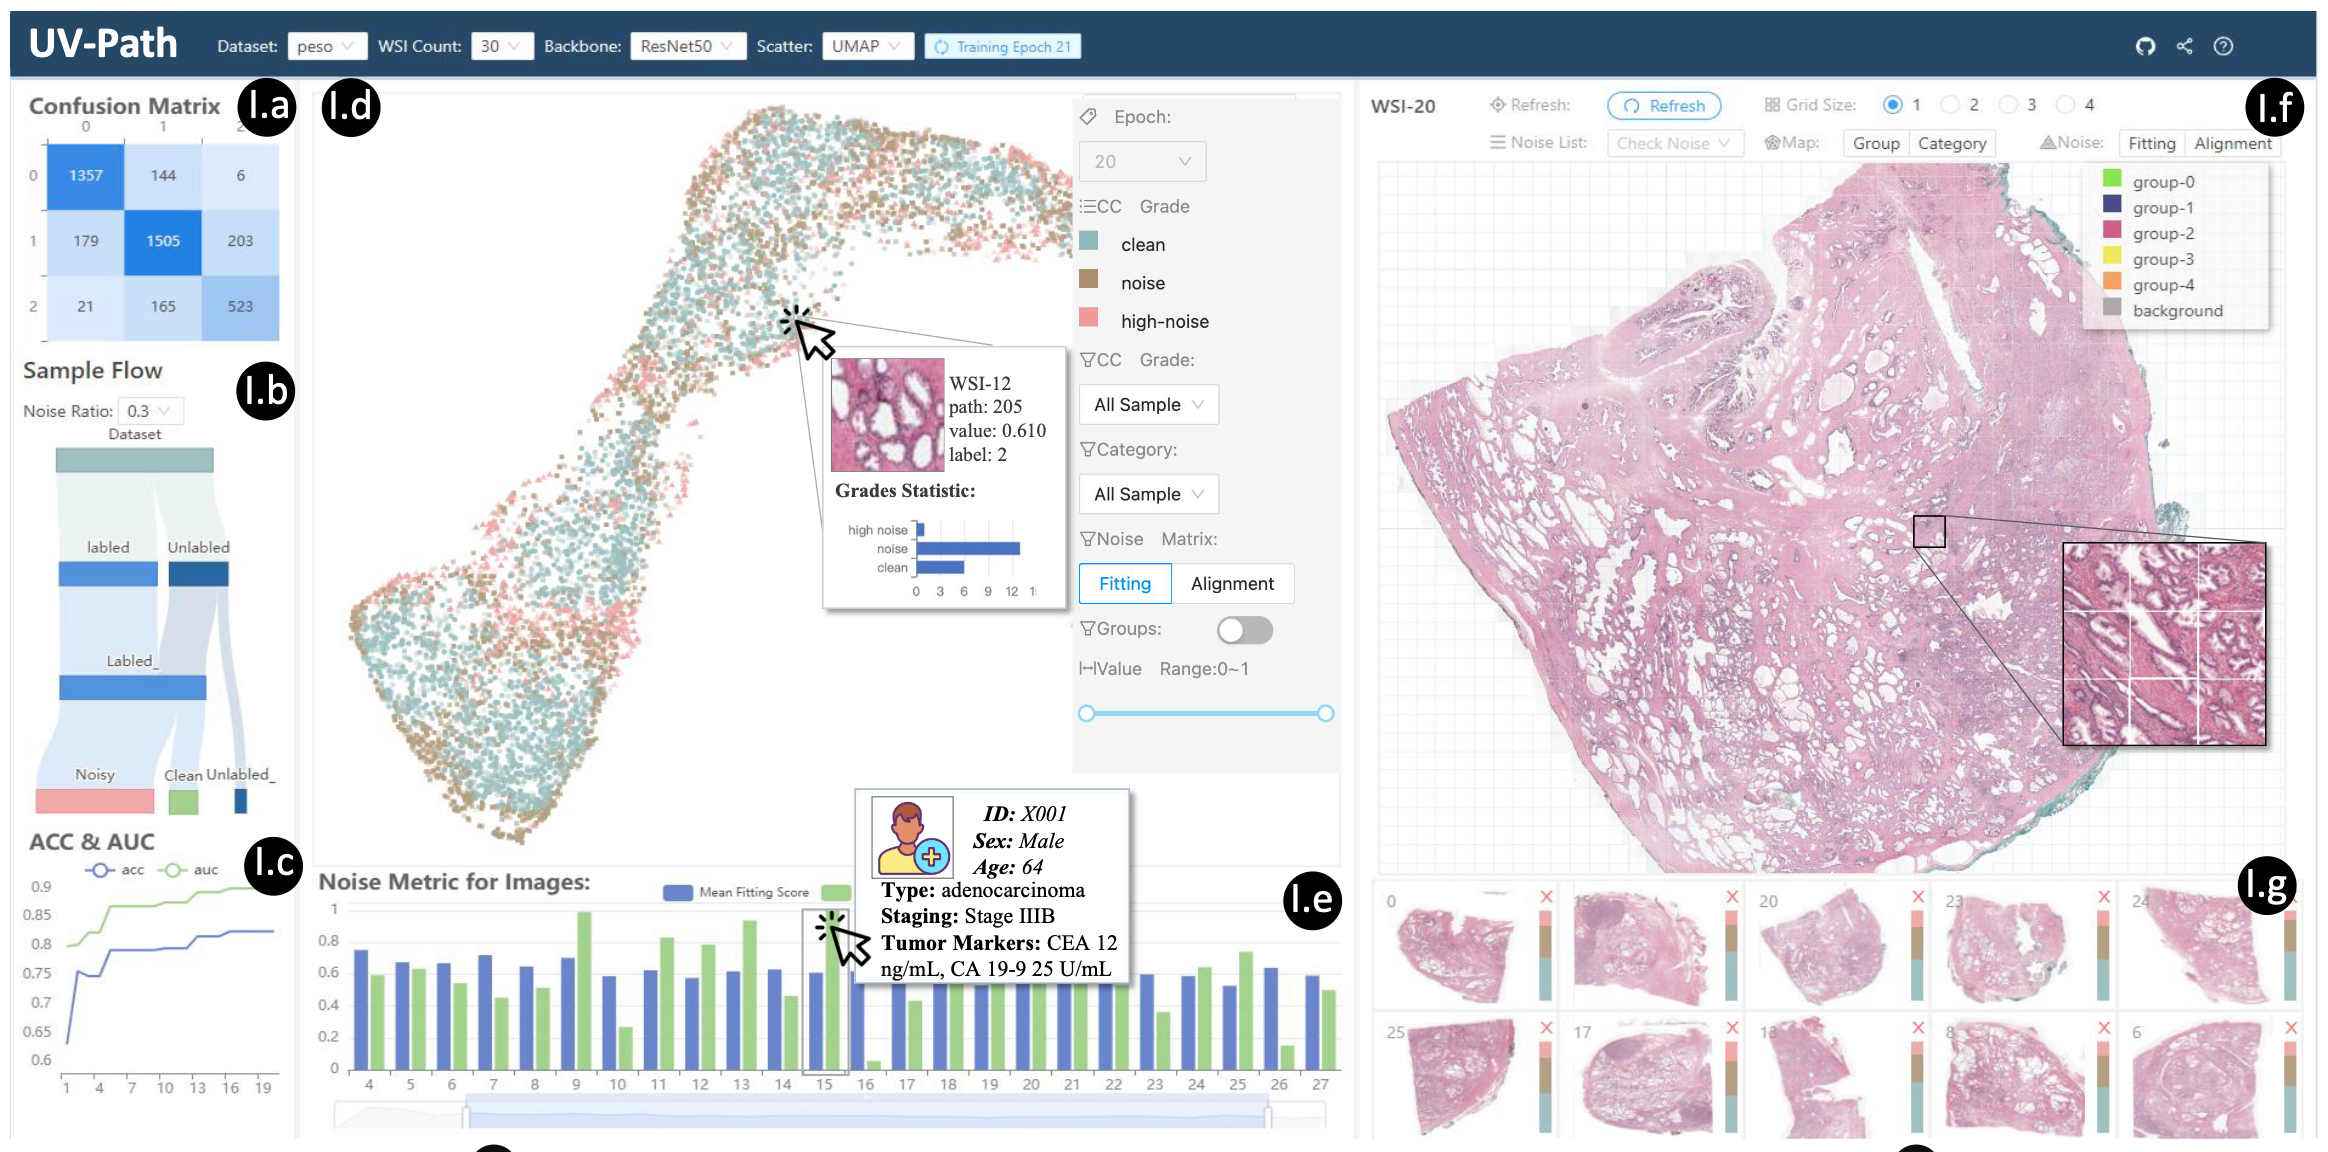 UV-Path Dataset: peso WSI Count: 30 Backbone: ResNet50 Scatter: UMAP Training Epoch 21
Confusion Matrix
I.a
0 1 2
0 1357 144 6
1 179 1505 203
2 21 165 523
Sample Flow
I.b
Noise Ratio: 0.3
Dataset
labled Unlabled
Labled_
Noisy Clean Unlabled_
ACC & AUC
I.c
acc auc
0.9
0.85
0.8
0.75
0.7
0.65
0.6
1 4 7 10 13 16 19
I.d
WSI-12
path: 205
value: 0.610
label: 2
Grades Statistic:
high noise
noise
clean
0 3 6 9 12
Epoch:
20
CC Grade
clean
noise
high-noise
CC Grade:
All Sample
Category:
All Sample
Noise Matrix:
Fitting Alignment
Groups:
Value Range:0~1
Noise Metric for Images:
Mean Fitting Score
I.e
1
0.8
0.6
0.4
0.2
0
4 5 6 7 8 9 10 11 12 13 14 15 16 17 18 19 20 21 22 23 24 25 26 27
ID: X001
Sex: Male
Age: 64
Type: adenocarcinoma
Staging: Stage IIIB
Tumor Markers: CEA 12
ng/mL, CA 19-9 25 U/mL
WSI-20 Refresh: Refresh Grid Size: 1 2 3 4
I.f
Noise List: Check Noise Map: Group Category Noise: Fitting Alignment
group-0
group-1
group-2
group-3
group-4
background
I.g
0 X 15 X 20 X 23 X 24 X
25 X 17 X 13 X 8 X 6 X